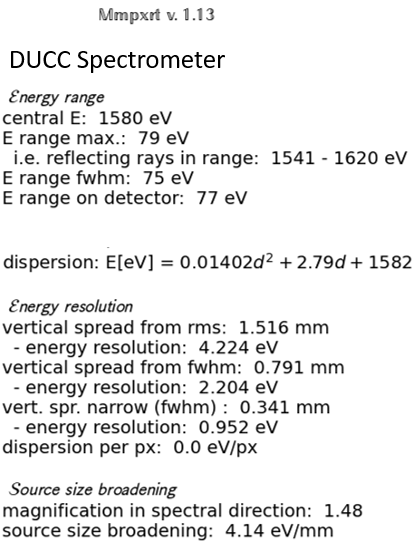 Mmpxrt v. 1.13
DUCC Spectrometer
Energy range
central E: 1580 eV
E range max.: 79 eV
i.e. reflecting rays in range: 1541 - 1620 eV
E range fwhm: 75 eV
E range on detector: 77 eV
dispersion: E[eV] = 0.01402d² + 2.79d + 1582
Energy resolution
vertical spread from rms: 1.516 mm
- energy resolution: 4.224 eV
vertical spread from fwhm: 0.791 mm
- energy resolution: 2.204 eV
vert. spr. narrow (fwhm) : 0.341 mm
- energy resolution: 0.952 eV
dispersion per px: 0.0 eV/px
Source size broadening
magnification in spectral direction: 1.48
source size broadening: 4.14 eV/mm